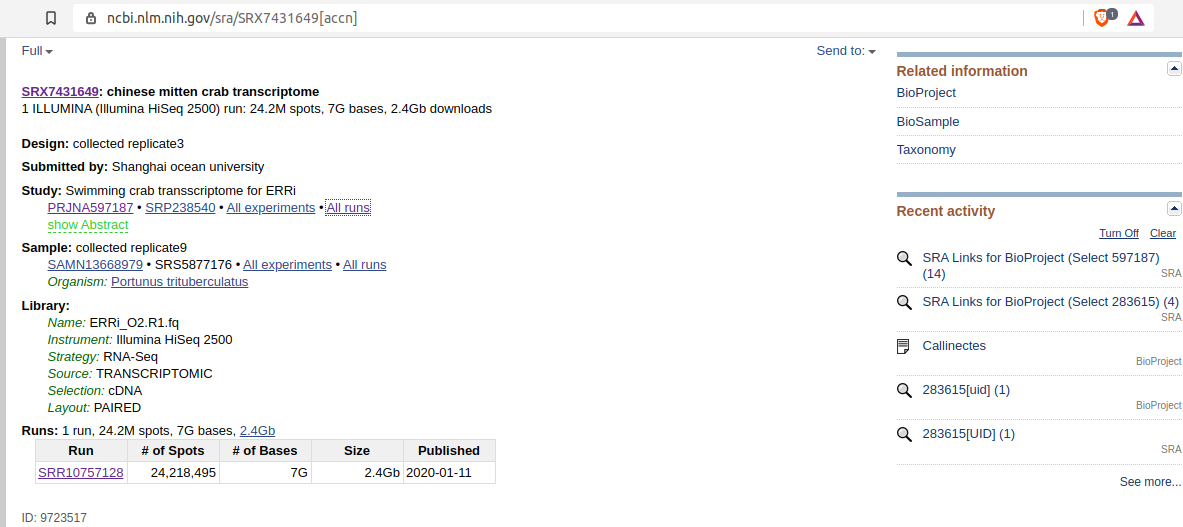 ncbi.nlm.nih.gov/sra/SRX7431649[accn]
1
Full
Send to:
SRX7431649: chinese mitten crab transcriptome
1 ILLUMINA (Illumina HiSeq 2500) run: 24.2M spots, 7G bases, 2.4Gb downloads
Design: collected replicate3
Submitted by: Shanghai ocean university
Study: Swimming crab transscriptome for ERRi
PRJNA597187 • SRP238540 • All experiments • All runs
show Abstract
Sample: collected replicate9
SAMN13668979 • SRS5877176 • All experiments • All runs
Organism: Portunus trituberculatus
Library:
Name: ERRi_O2.R1.fq
Instrument: Illumina HiSeq 2500
Strategy: RNA-Seq
Source: TRANSCRIPTOMIC
Selection: cDNA
Layout: PAIRED
Runs: 1 run, 24.2M spots, 7G bases, 2.4Gb
Run # of Spots # of Bases Size Published
SRR10757128 24,218,495 7G 2.4Gb 2020-01-11
ID: 9723517
Related information
BioProject
BioSample
Taxonomy
Recent activity
Turn Off Clear
SRA Links for BioProject (Select 597187)
(14)
SRA
SRA Links for BioProject (Select 283615) (4)
SRA
Callinectes
BioProject
283615[uid] (1)
BioProject
283615[UID] (1)
SRA
See more...